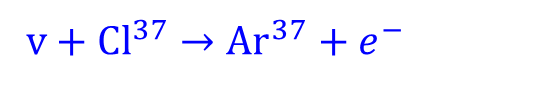 v + Cl³⁷ → Ar³⁷ + e⁻